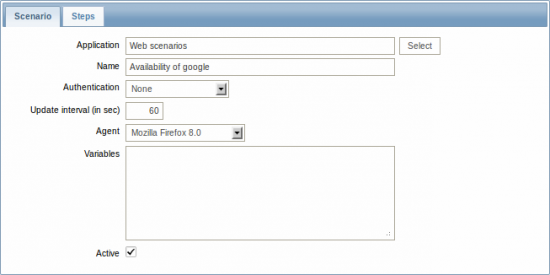 Scenario Steps
Application Web scenarios Select
Name Availability of google
Authentication None
Update interval (in sec) 60
Agent Mozilla Firefox 8.0
Variables
Active